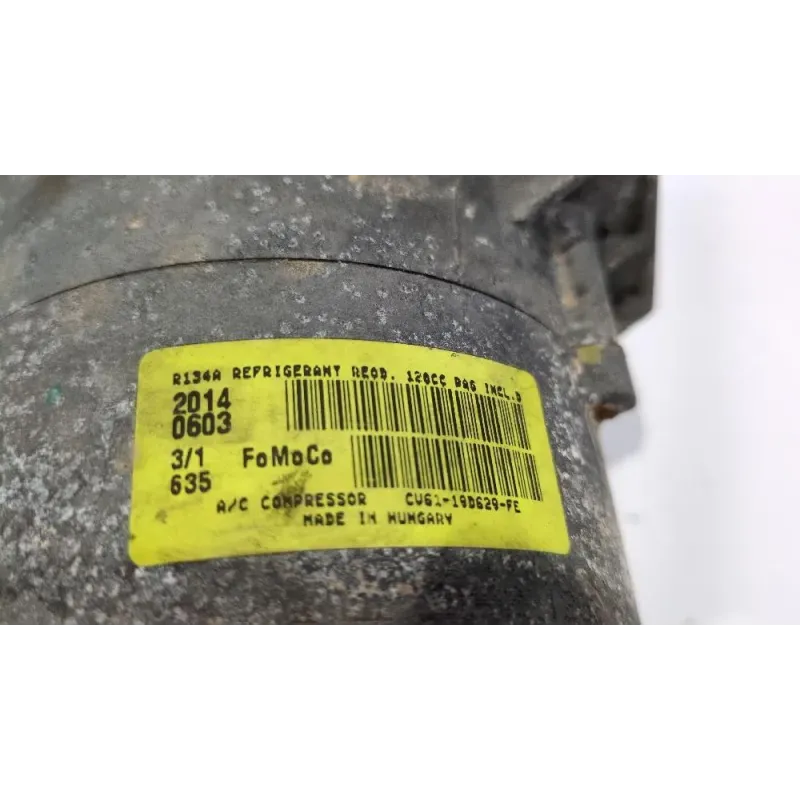 R134A REFRIGERANT REQD. 120CC PAG INCL.D
2014
0603
3/1 FoMoCo
635
A/C COMPRESSOR CV61-19D629-FE
MADE IN HUNGARY